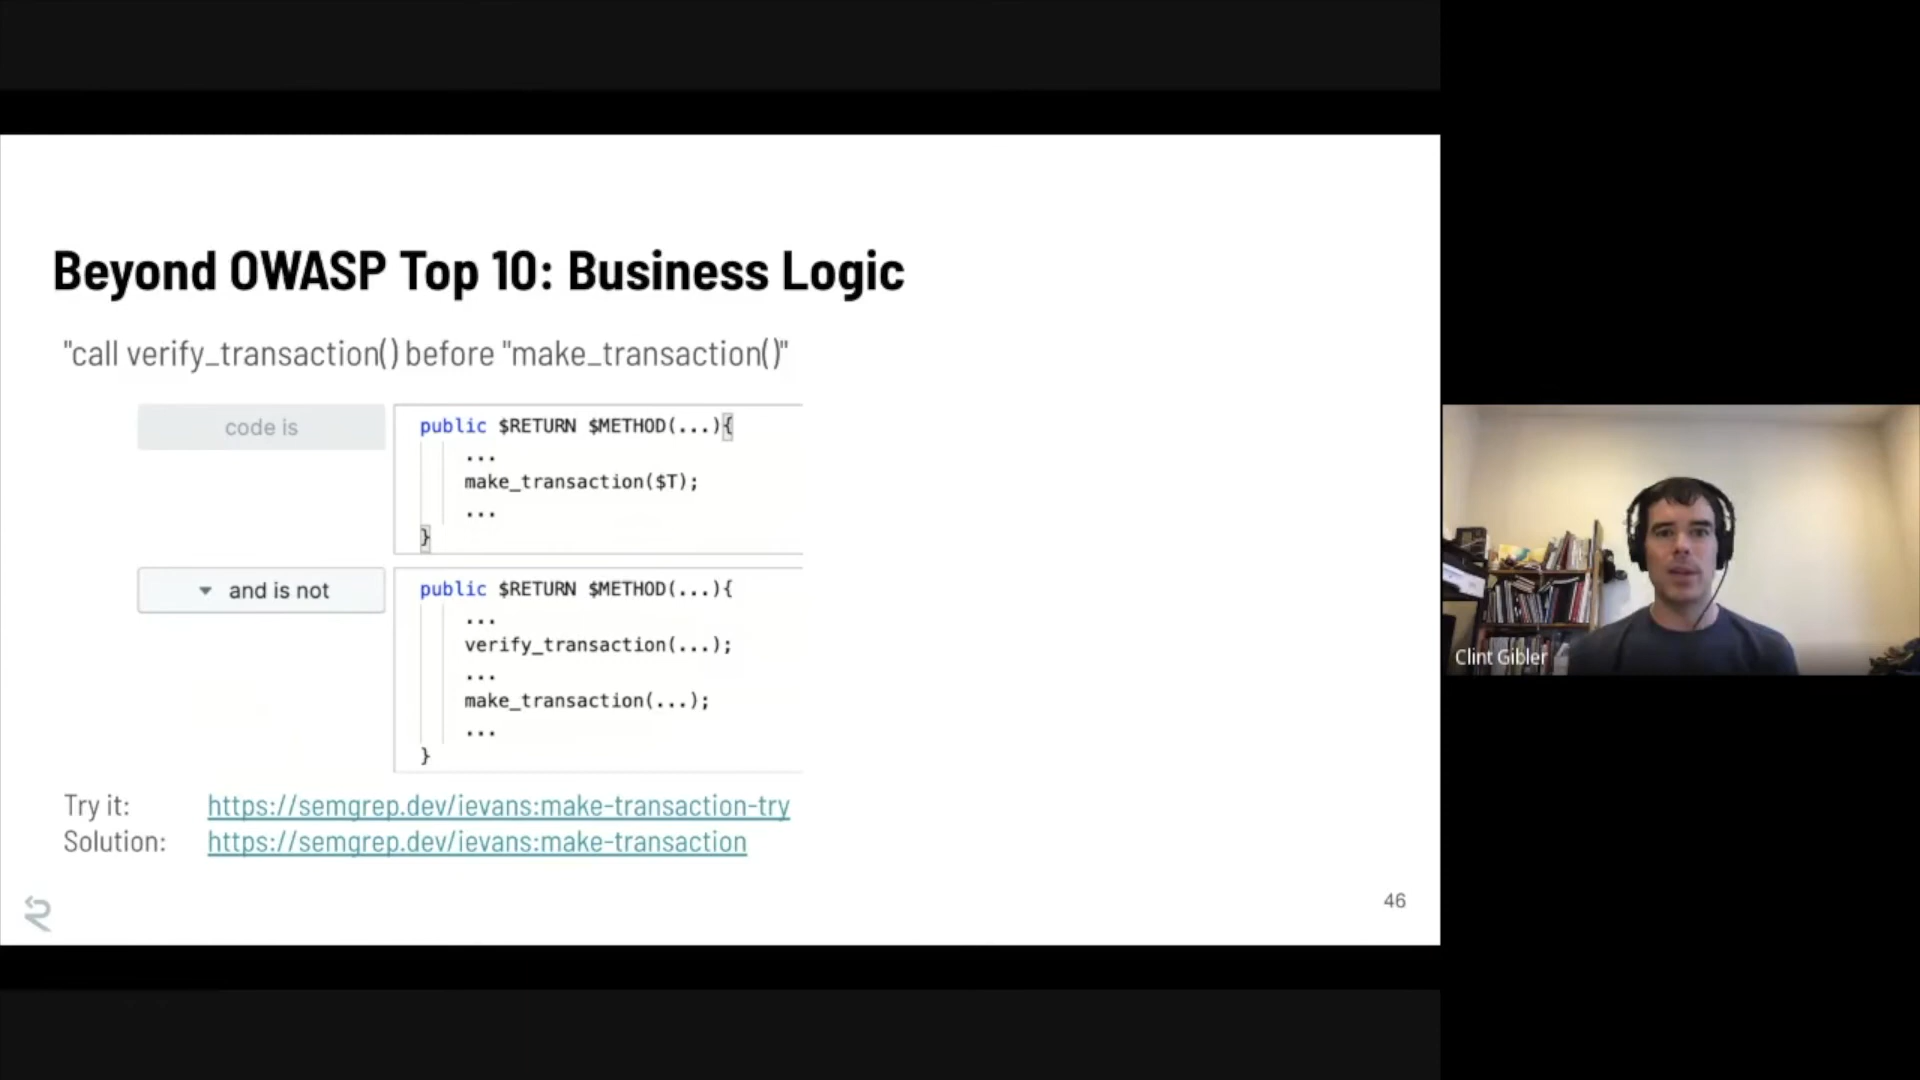 Beyond OWASP Top 10: Business Logic
"call verify_transaction() before "make_transaction()"
code is
public $RETURN $METHOD(...){
...
make_transaction($T);
...
}
and is not
public $RETURN $METHOD(...){
...
verify_transaction(...);
...
make_transaction(...);
...
}
Try it: https://semgrep.dev/ievans:make-transaction-try
Solution: https://semgrep.dev/ievans:make-transaction
46
Clint Gibler